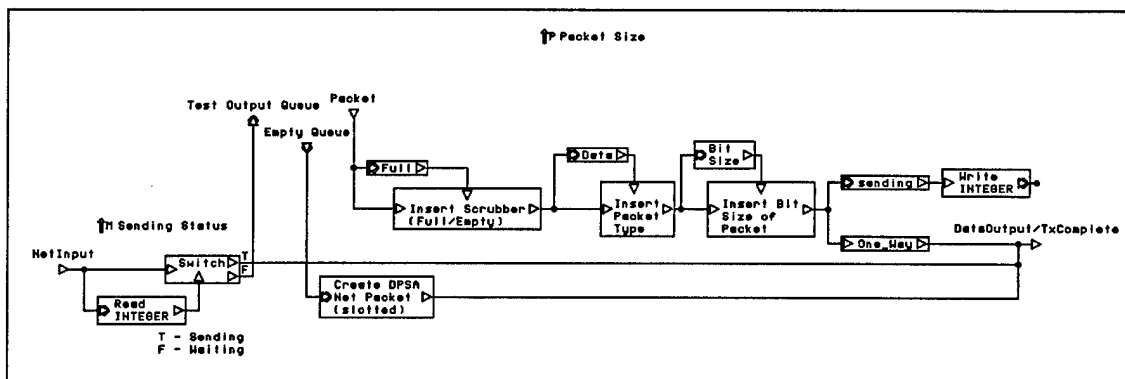 P Packet Size
Test Output Queue
Packet
Empty Queue
Full
Data
Bit
Size
sending
Write
INTEGER
Insert Scrubber
(Full/Empty)
Insert
Packet
Type
Insert Bit
Size of
Packet
One_Way
DataOutput/TxComplete
M Sending Status
NetInput
Switch
T
F
Read
INTEGER
Create DPSA
Net Packet
(slotted)
T - Sending
F - Waiting